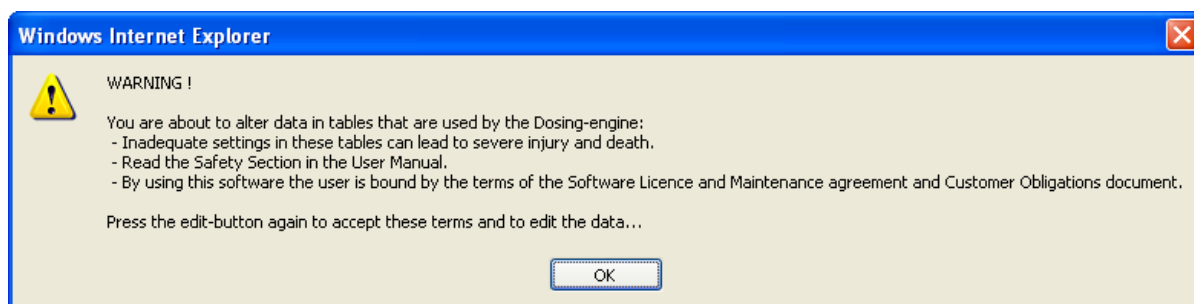 Windows Internet Explorer
WARNING !
You are about to alter data in tables that are used by the Dosing-engine:
- Inadequate settings in these tables can lead to severe injury and death.
- Read the Safety Section in the User Manual.
- By using this software the user is bound by the terms of the Software Licence and Maintenance agreement and Customer Obligations document.
Press the edit-button again to accept these terms and to edit the data...
OK